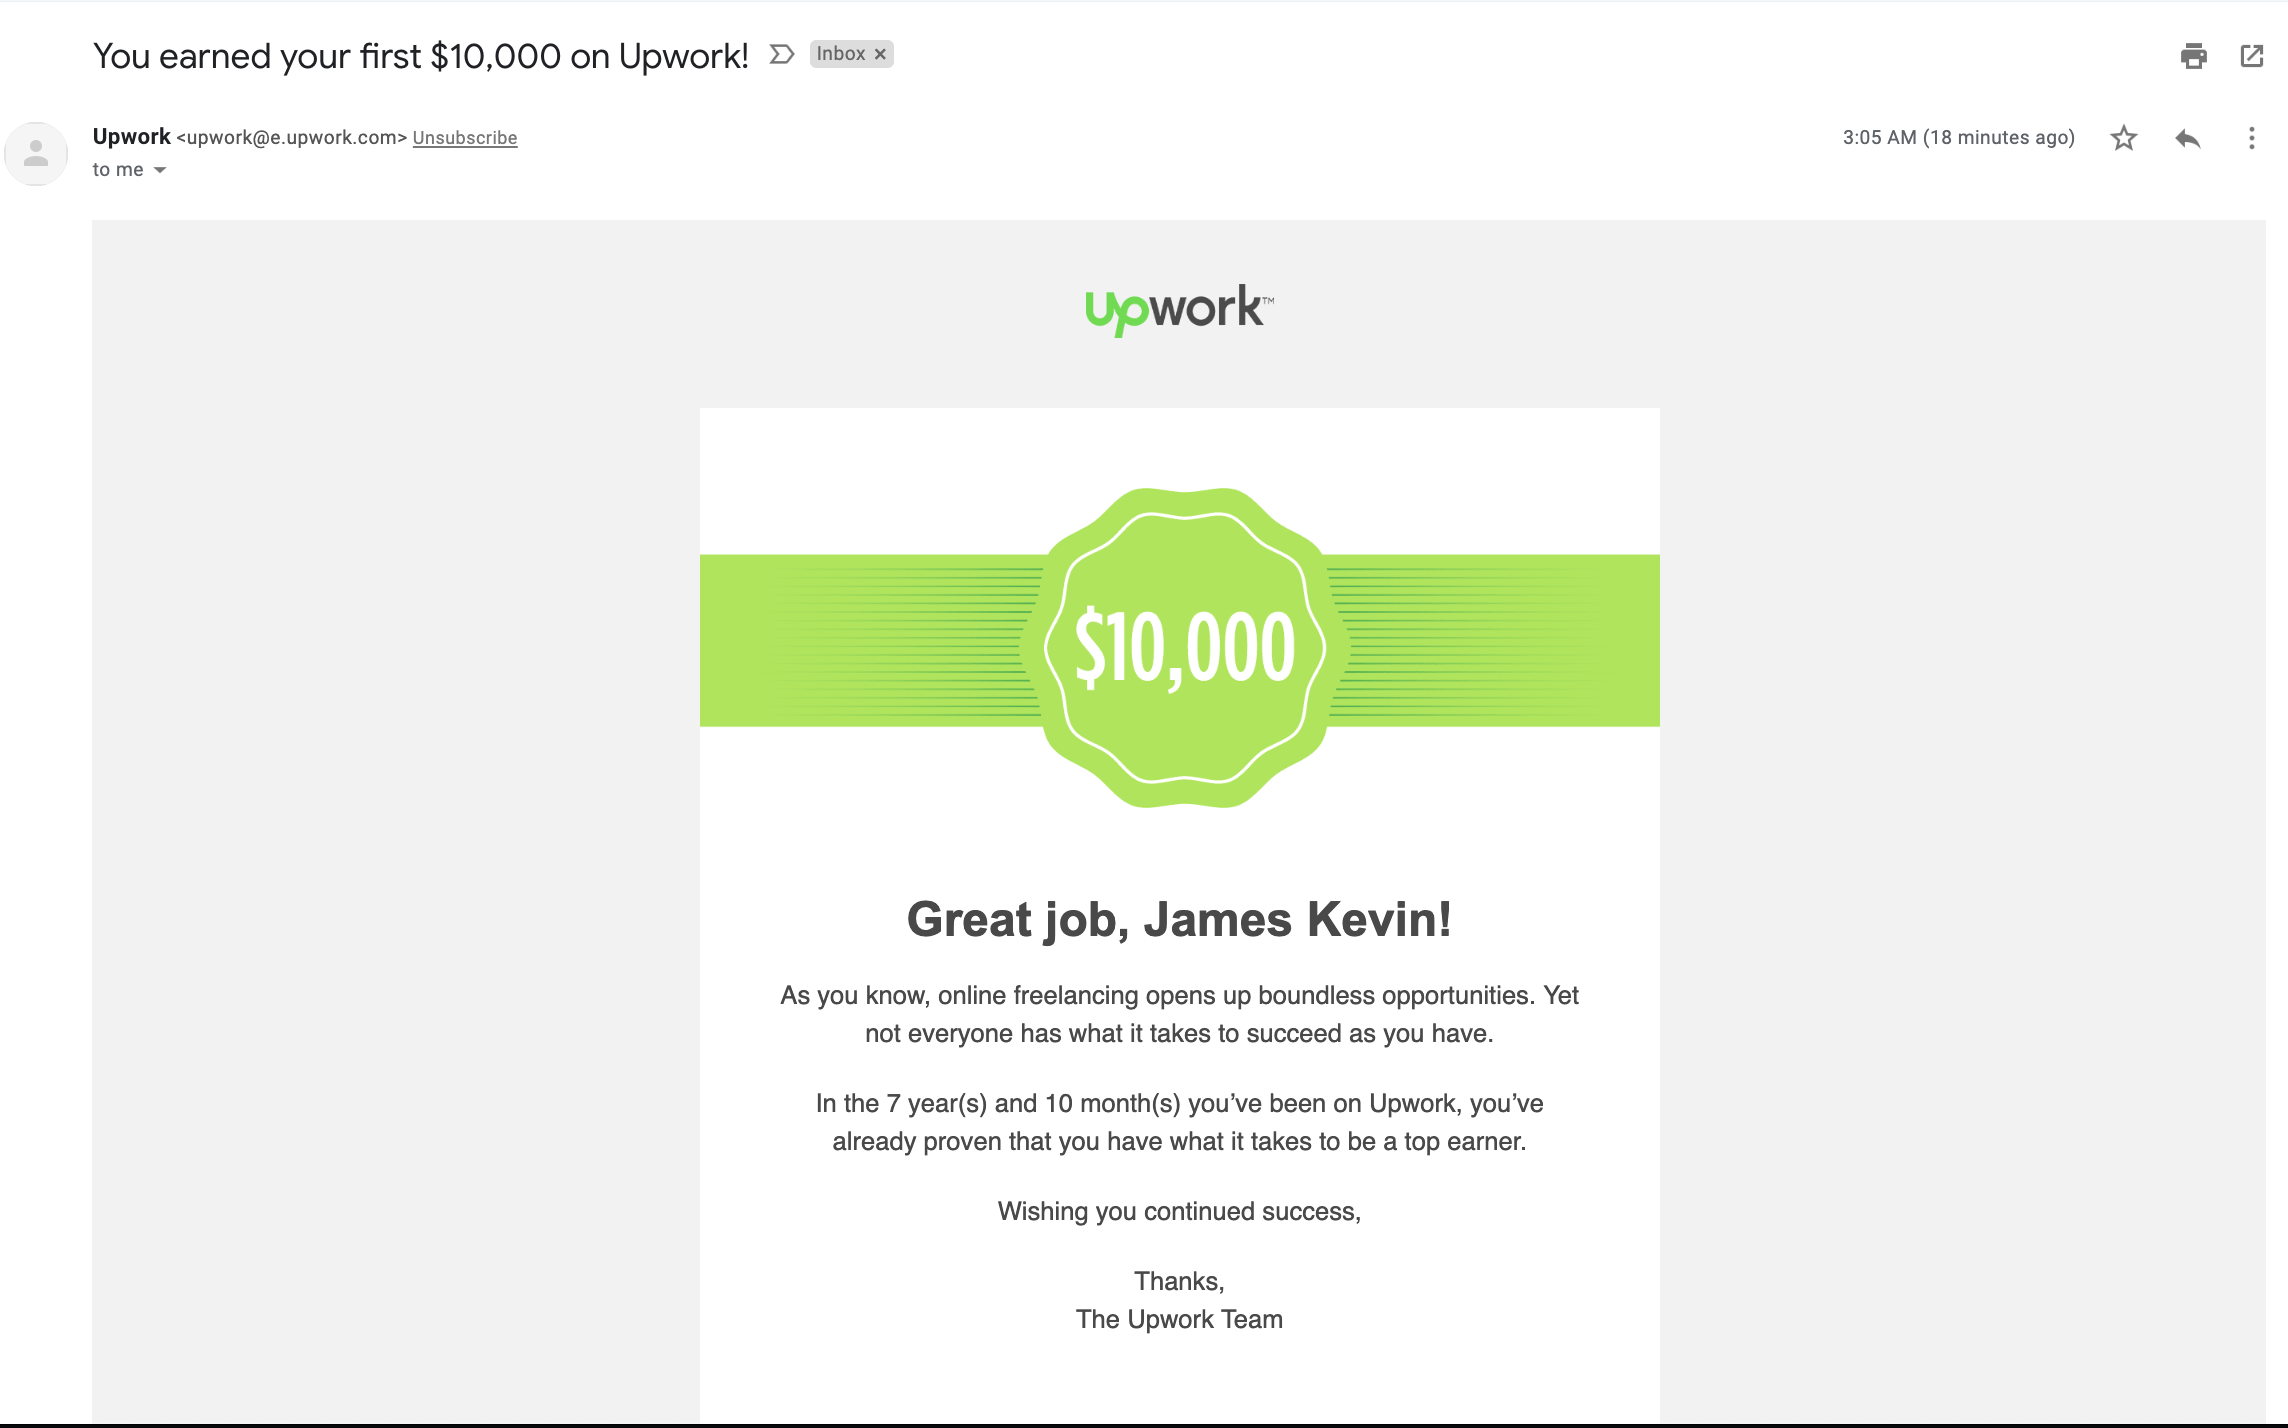 You earned your first $10,000 on Upwork!
Inbox ×
Upwork <upwork@e.upwork.com> Unsubscribe
3:05 AM (18 minutes ago)
to me
upwork™
$10,000
Great job, James Kevin!
As you know, online freelancing opens up boundless opportunities. Yet
not everyone has what it takes to succeed as you have.
In the 7 year(s) and 10 month(s) you’ve been on Upwork, you’ve
already proven that you have what it takes to be a top earner.
Wishing you continued success,
Thanks,
The Upwork Team